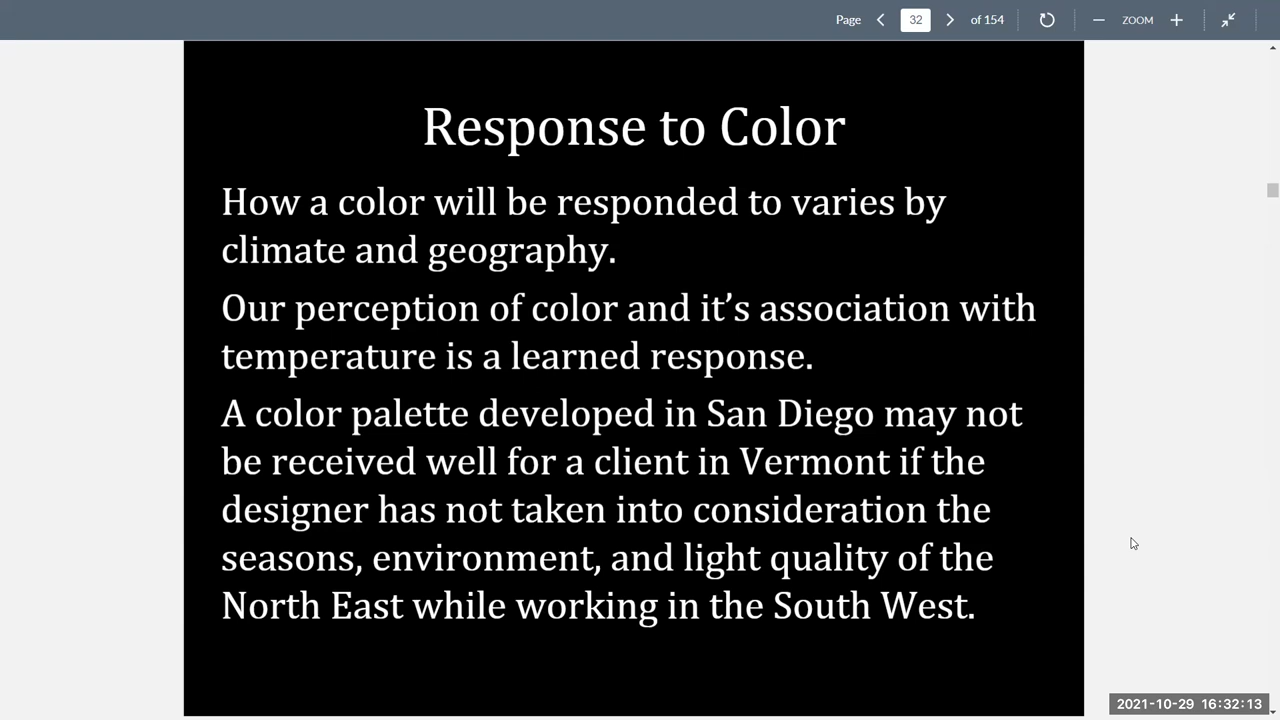 Page 32 of 154 ZOOM
Response to Color
How a color will be responded to varies by
climate and geography.
Our perception of color and it’s association with
temperature is a learned response.
A color palette developed in San Diego may not
be received well for a client in Vermont if the
designer has not taken into consideration the
seasons, environment, and light quality of the
North East while working in the South West.
2021-10-29 16:32:13